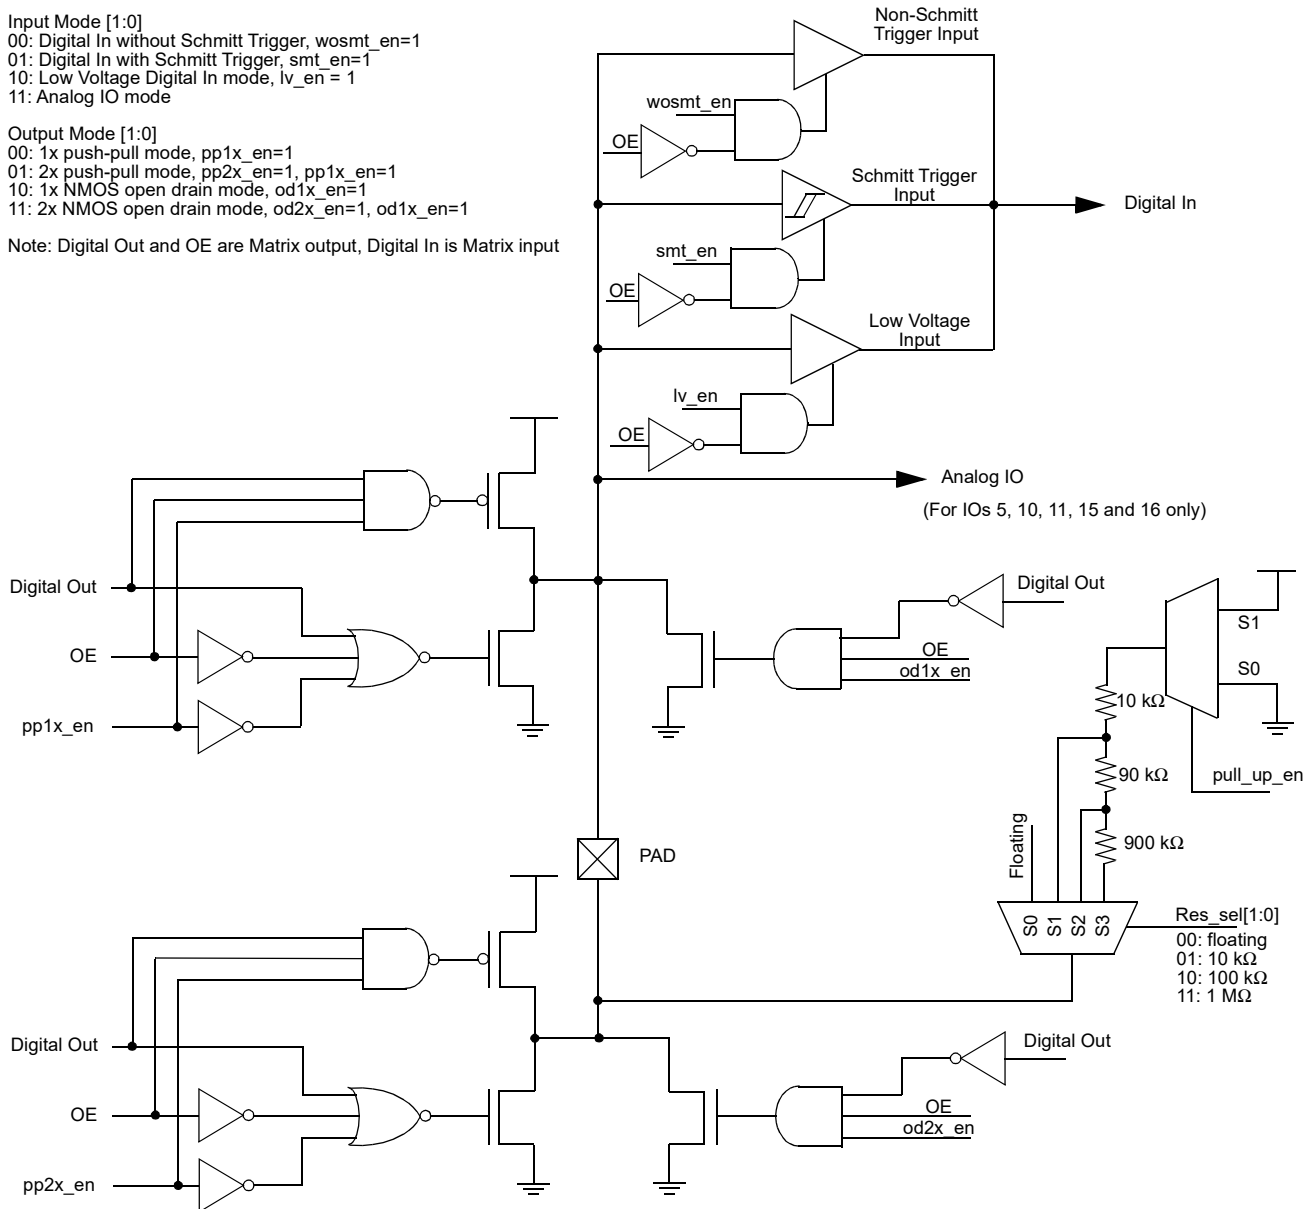 Input Mode [1:0]
00: Digital In without Schmitt Trigger, wosmt_en=1
01: Digital In with Schmitt Trigger, smt_en=1
10: Low Voltage Digital In mode, lv_en = 1
11: Analog IO mode
Output Mode [1:0]
00: 1x push-pull mode, pp1x_en=1
01: 2x push-pull mode, pp2x_en=1, pp1x_en=1
10: 1x NMOS open drain mode, od1x_en=1
11: 2x NMOS open drain mode, od2x_en=1, od1x_en=1
Note: Digital Out and OE are Matrix output, Digital In is Matrix input
Non-Schmitt
Trigger Input
wosmt_en
OE
Schmitt Trigger
Input
Digital In
smt_en
OE
Low Voltage
Input
lv_en
OE
Analog IO
(For IOs 5, 10, 11, 15 and 16 only)
Digital Out
OE
pp1x_en
Digital Out
OE
od1x_en
S1
S0
10 kΩ
90 kΩ
pull_up_en
900 kΩ
Floating
PAD
S0
S1
S2
S3
Res_sel[1:0]
00: floating
01: 10 kΩ
10: 100 kΩ
11: 1 MΩ
Digital Out
OE
pp2x_en
Digital Out
OE
od2x_en